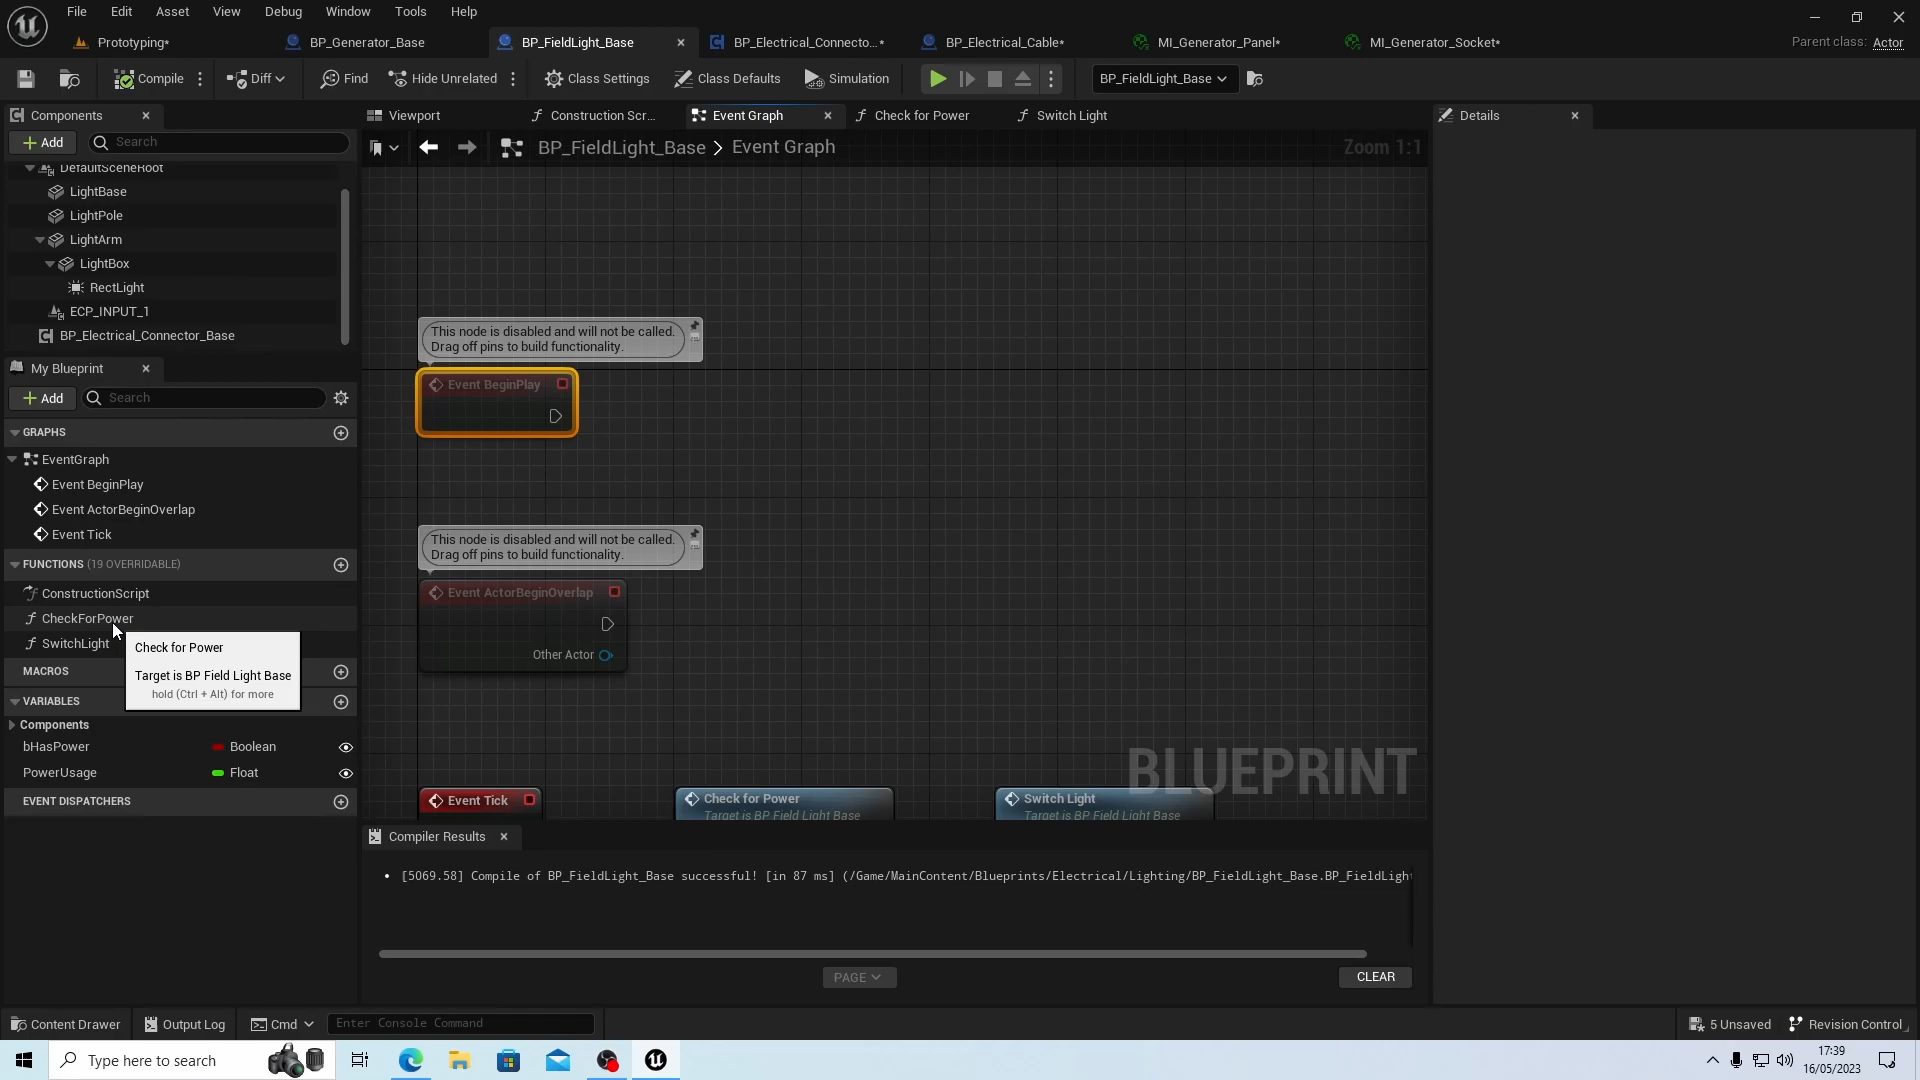 File Edit Asset View Debug Window Tools Help
Prototyping* BP_Generator_Base BP_FieldLight_Base BP_Electrical_Connecto...* BP_Electrical_Cable* MI_Generator_Panel* MI_Generator_Socket* Parent class: Actor
Compile Diff Find Hide Unrelated Class Settings Class Defaults Simulation BP_FieldLight_Base
Components Viewport Construction Scr... Event Graph Check for Power Switch Light Details
Add Search BP_FieldLight_Base > Event Graph Zoom 1:1
DefaultSceneRoot
LightBase
LightPole
LightArm
LightBox
RectLight
ECP_INPUT_1
BP_Electrical_Connector_Base
My Blueprint
Add Search
GRAPHS
EventGraph
Event BeginPlay
Event ActorBeginOverlap
Event Tick
FUNCTIONS (19 OVERRIDABLE)
ConstructionScript
CheckForPower
SwitchLight
Check for Power
Target is BP Field Light Base
hold (Ctrl + Alt) for more
MACROS
VARIABLES
Components
bHasPower Boolean
PowerUsage Float
EVENT DISPATCHERS
This node is disabled and will not be called.
Drag off pins to build functionality.
Event BeginPlay
This node is disabled and will not be called.
Drag off pins to build functionality.
Event ActorBeginOverlap
Other Actor
BLUEPRINT
Event Tick Check for Power Switch Light
Target is BP Field Light Base Target is BP Field Light Base
Compiler Results
[5069.58] Compile of BP_FieldLight_Base successful! [in 87 ms] (/Game/MainContent/Blueprints/Electrical/Lighting/BP_FieldLight_Base.BP_FieldLight
PAGE CLEAR
Content Drawer Output Log Cmd Enter Console Command 5 Unsaved Revision Control
Type here to search 17:39
16/05/2023